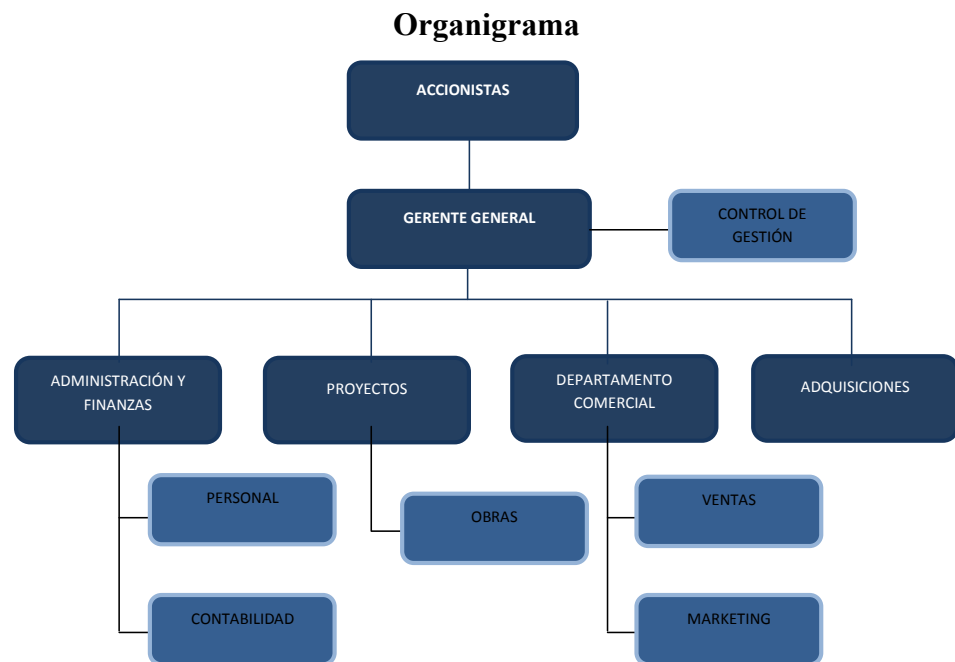 Organigrama
ACCIONISTAS
GERENTE GENERAL
CONTROL DE
GESTIÓN
ADMINISTRACIÓN Y
FINANZAS
PROYECTOS
DEPARTAMENTO
COMERCIAL
ADQUISICIONES
PERSONAL
OBRAS
VENTAS
CONTABILIDAD
MARKETING